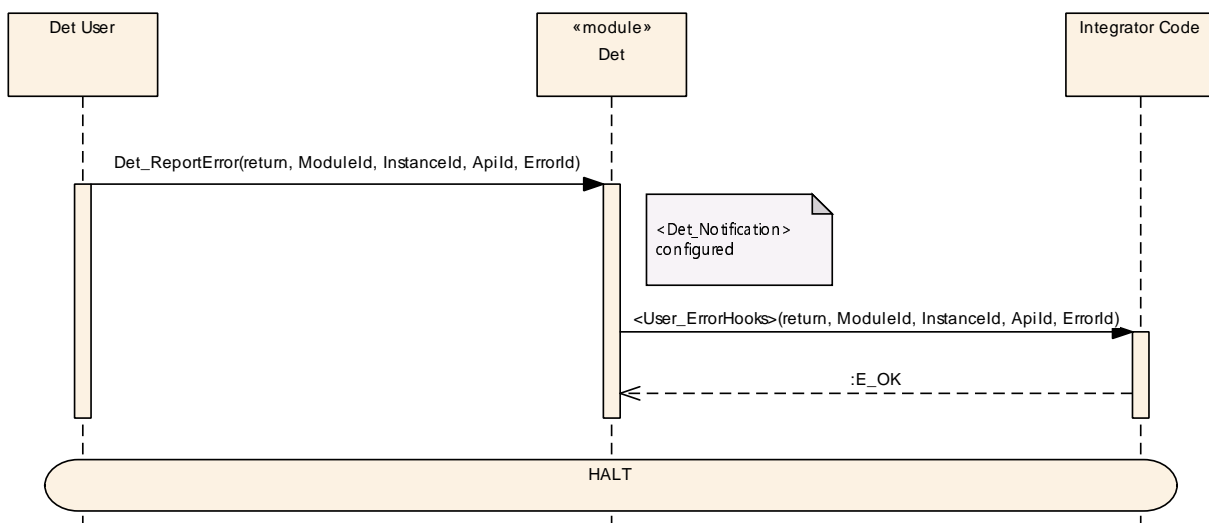 Det User
«module»
Det
Integrator Code
Det_ReportError(return, ModuleId, InstanceId, ApiId, ErrorId)
<Det_Notification>
configured
<User_ErrorHooks>(return, ModuleId, InstanceId, ApiId, ErrorId)
:E_OK
HALT